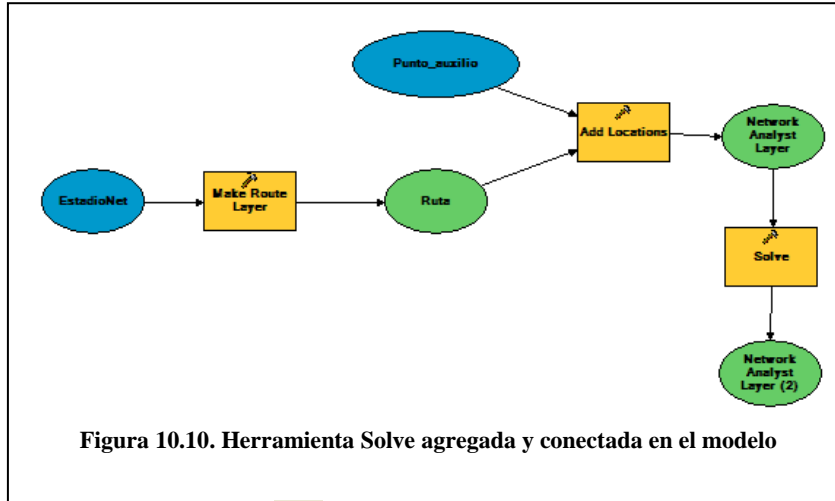 Punto_auxilio
Add Locations
Network
Analyst
Layer
EstadioNet
Make Route
Layer
Ruta
Solve
Network
Analyst
Layer (2)
Figura 10.10. Herramienta Solve agregada y conectada en el modelo